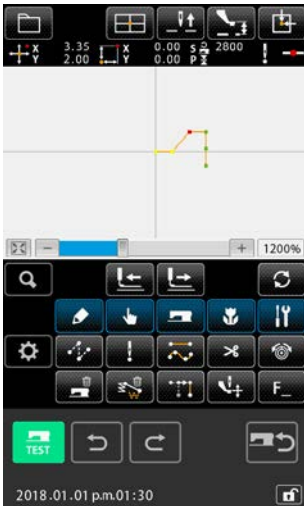 X 3.35 X 0.00 S 2800
Y 2.00 Y 0.00 P
1200%
F_
TEST
2018.01.01 p.m.01:30